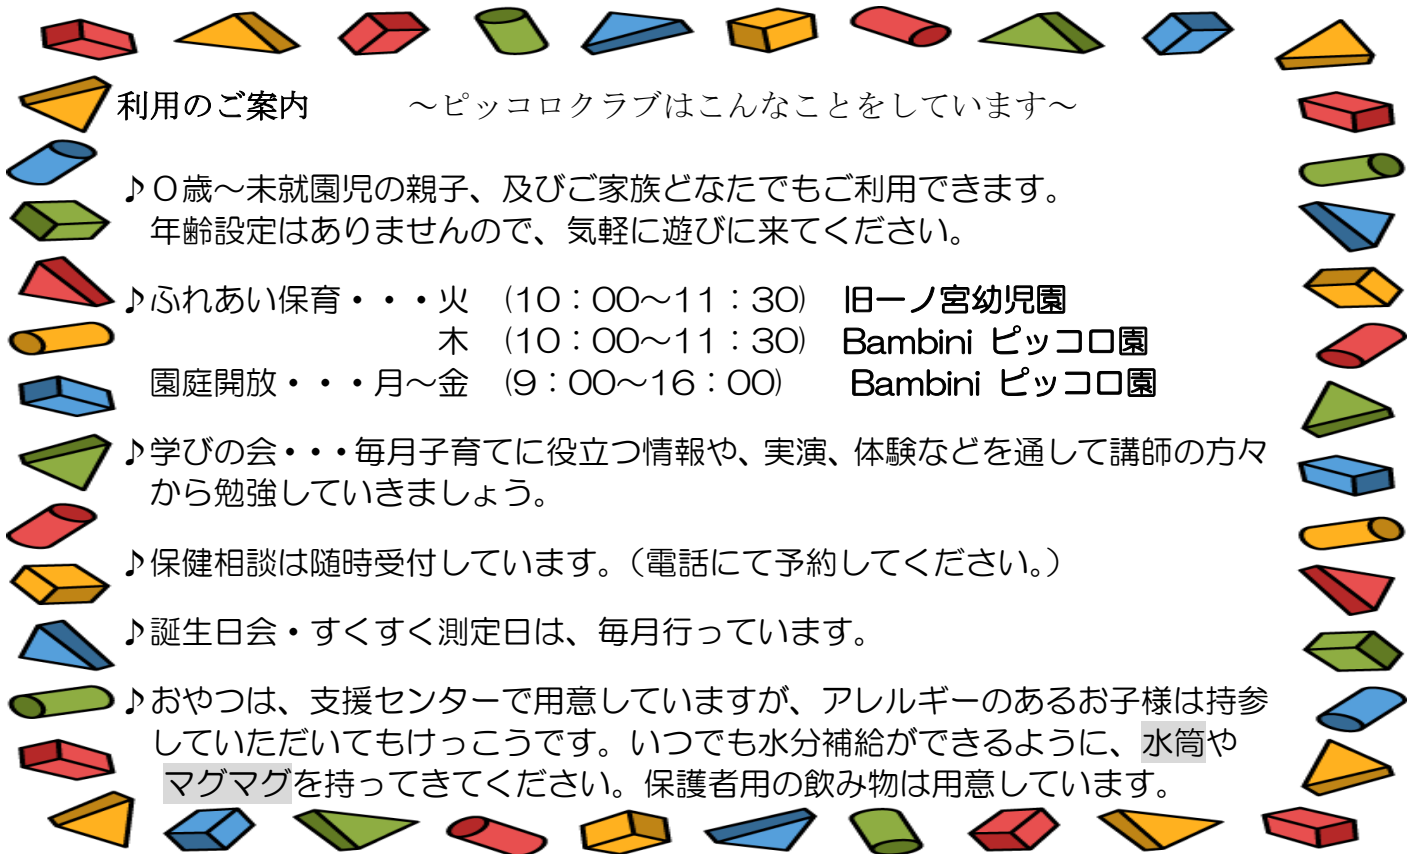 利用のご案内　～ピッコロクラブはこんなことをしています～
♪０歳～未就園児の親子、及びご家族どなたでもご利用できます。
年齢設定はありませんので、気軽に遊びに来てください。
♪ふれあい保育・・・火　（10：00～11：30）　旧一ノ宮幼児園
木　（10：00～11：30）　Bambini ピッコロ園
園庭開放・・・月～金　（9：00～16：00）　Bambini ピッコロ園
♪学びの会・・・毎月子育てに役立つ情報や、実演、体験などを通して講師の方々
から勉強していきましょう。
♪保健相談は随時受付しています。（電話にて予約してください。）
♪誕生日会・すくすく測定日は、毎月行っています。
♪おやつは、支援センターで用意していますが、アレルギーのあるお子様は持参
していただいてもけっこうです。いつでも水分補給ができるように、水筒や
マグマグを持ってきてください。保護者用の飲み物は用意しています。